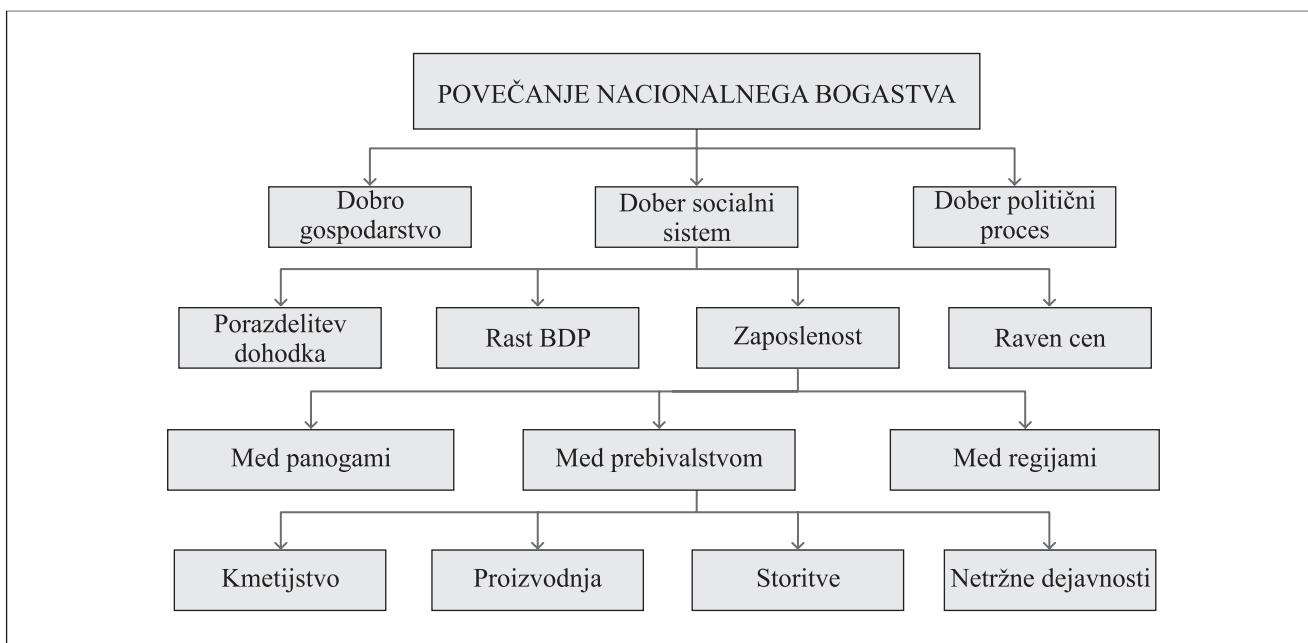 POVEČANJE NACIONALNEGA BOGASTVA
Dobro
gospodarstvo
Dober socialni
sistem
Dober politični
proces
Porazdelitev
dohodka
Rast BDP
Zaposlenost
Raven cen
Med panogami
Med prebivalstvom
Med regijami
Kmetijstvo
Proizvodnja
Storitve
Netržne dejavnosti